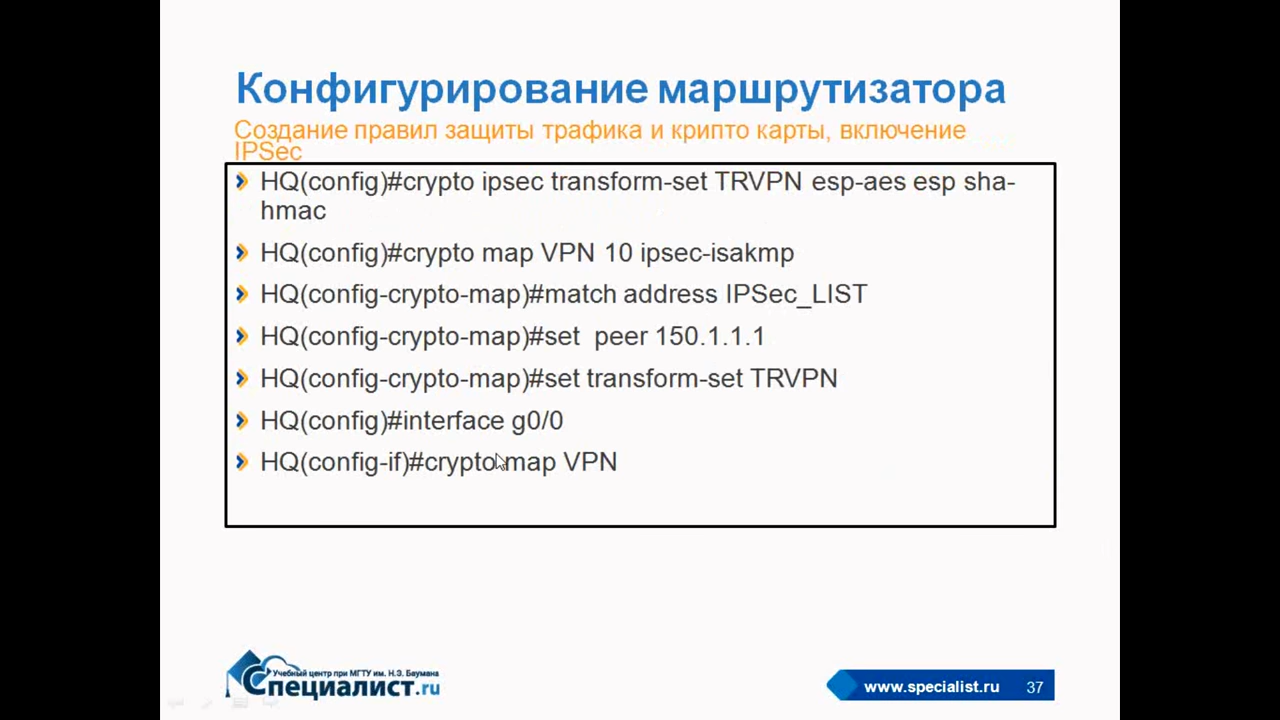 Конфигурирование маршрутизатора
Создание правил защиты трафика и крипто карты, включение
IPSec
HQ(config)#crypto ipsec transform-set TRVPN esp-aes esp sha-
hmac
HQ(config)#crypto map VPN 10 ipsec-isakmp
HQ(config-crypto-map)#match address IPSec_LIST
HQ(config-crypto-map)#set  peer 150.1.1.1
HQ(config-crypto-map)#set transform-set TRVPN
HQ(config)#interface g0/0
HQ(config-if)#crypto map VPN
Учебный центр при МГТУ им. Н.Э. Баумана
Специалист.ru
www.specialist.ru 37